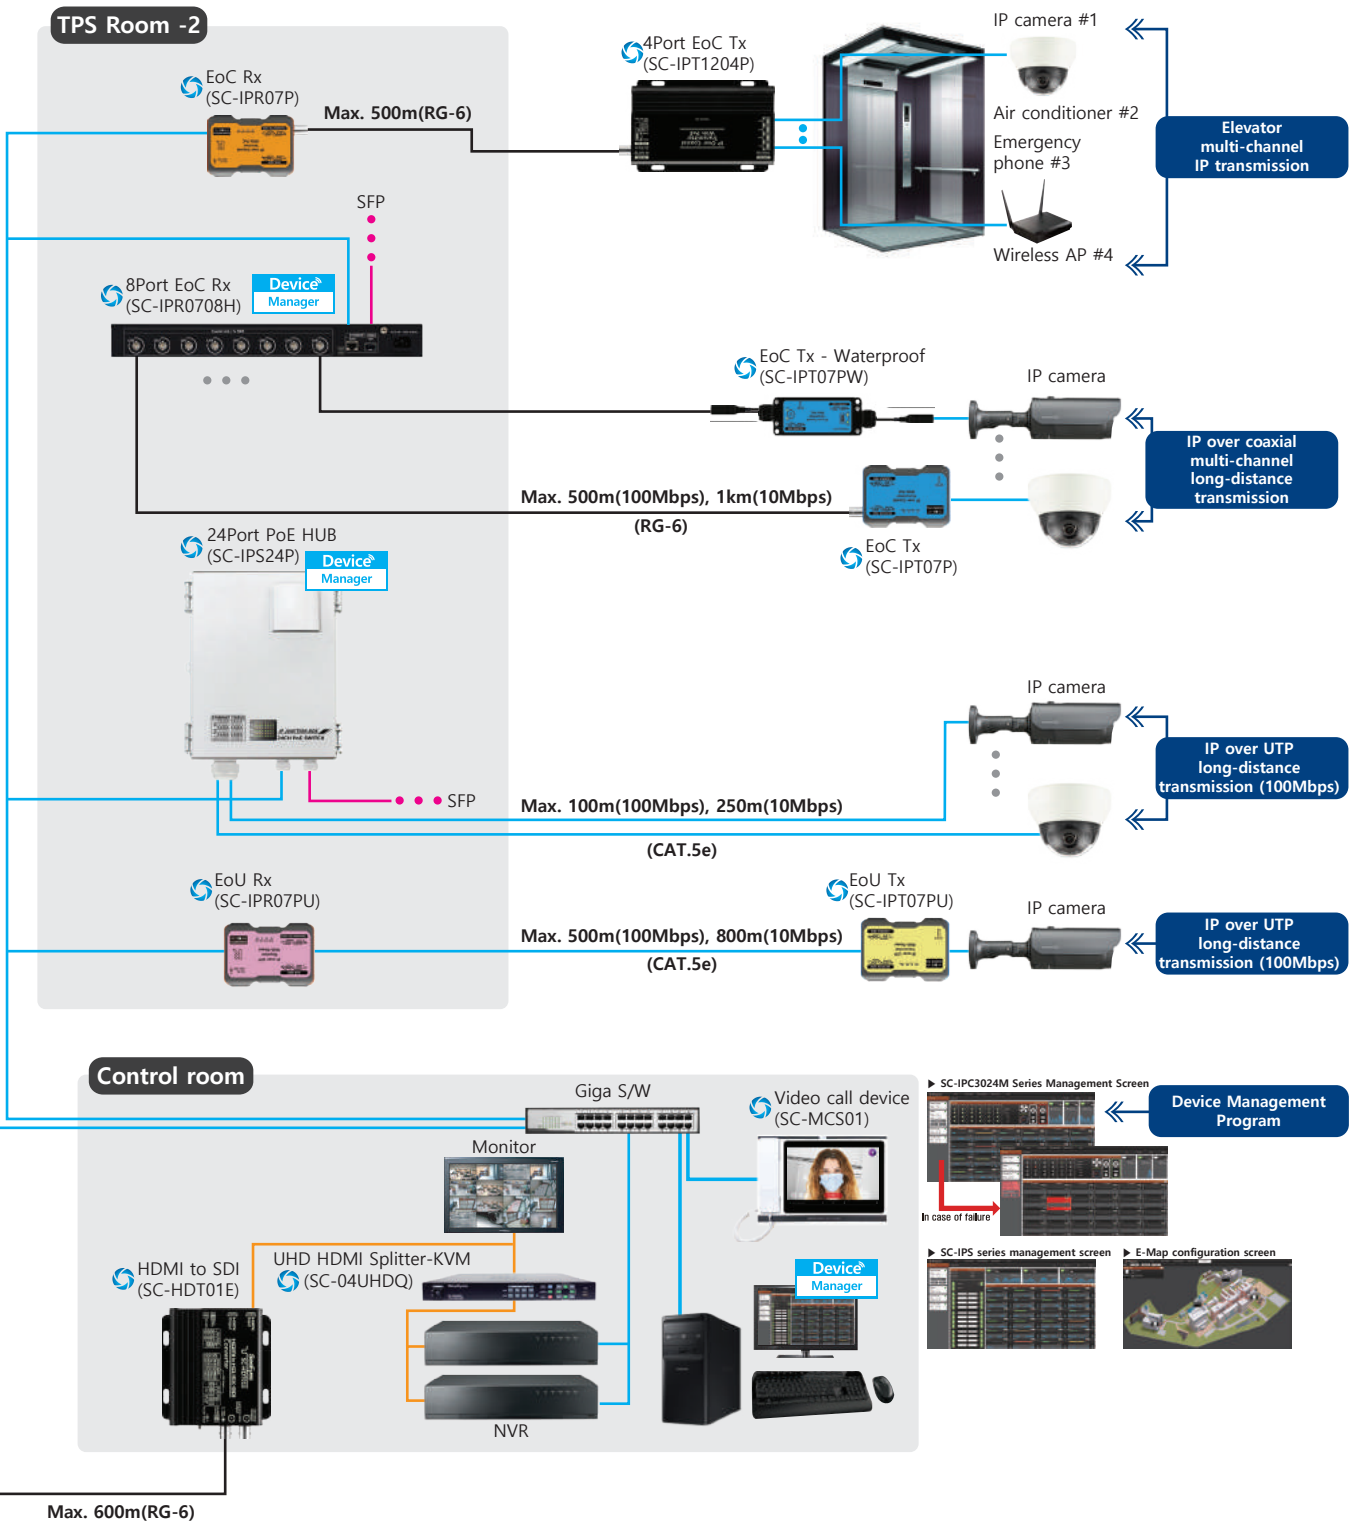 TPS Room -2
EoC Rx
(SC-IPR07P)
Max. 500m(RG-6)
4Port EoC Tx
(SC-IPT1204P)
IP camera #1
Air conditioner #2
Emergency
phone #3
Wireless AP #4
Elevator
multi-channel
IP transmission
SFP
8Port EoC Rx
(SC-IPR0708H)
Device
Manager
EoC Tx - Waterproof
(SC-IPT07PW)
IP camera
IP over coaxial
multi-channel
long-distance
transmission
Max. 500m(100Mbps), 1km(10Mbps)
(RG-6)
EoC Tx
(SC-IPT07P)
24Port PoE HUB
(SC-IPS24P)
Device
Manager
IP camera
IP over UTP
long-distance
transmission (100Mbps)
SFP
Max. 100m(100Mbps), 250m(10Mbps)
(CAT.5e)
EoU Rx
(SC-IPR07PU)
EoU Tx
(SC-IPT07PU)
IP camera
Max. 500m(100Mbps), 800m(10Mbps)
(CAT.5e)
IP over UTP
long-distance
transmission (100Mbps)
Control room
Giga S/W
Video call device
(SC-MCS01)
Monitor
▶ SC-IPC3024M Series Management Screen
Device Management
Program
In case of failure
UHD HDMI Splitter-KVM
(SC-04UHDQ)
HDMI to SDI
(SC-HDT01E)
Device
Manager
▶ SC-IPS series management screen
▶ E-Map configuration screen
NVR
Max. 600m(RG-6)